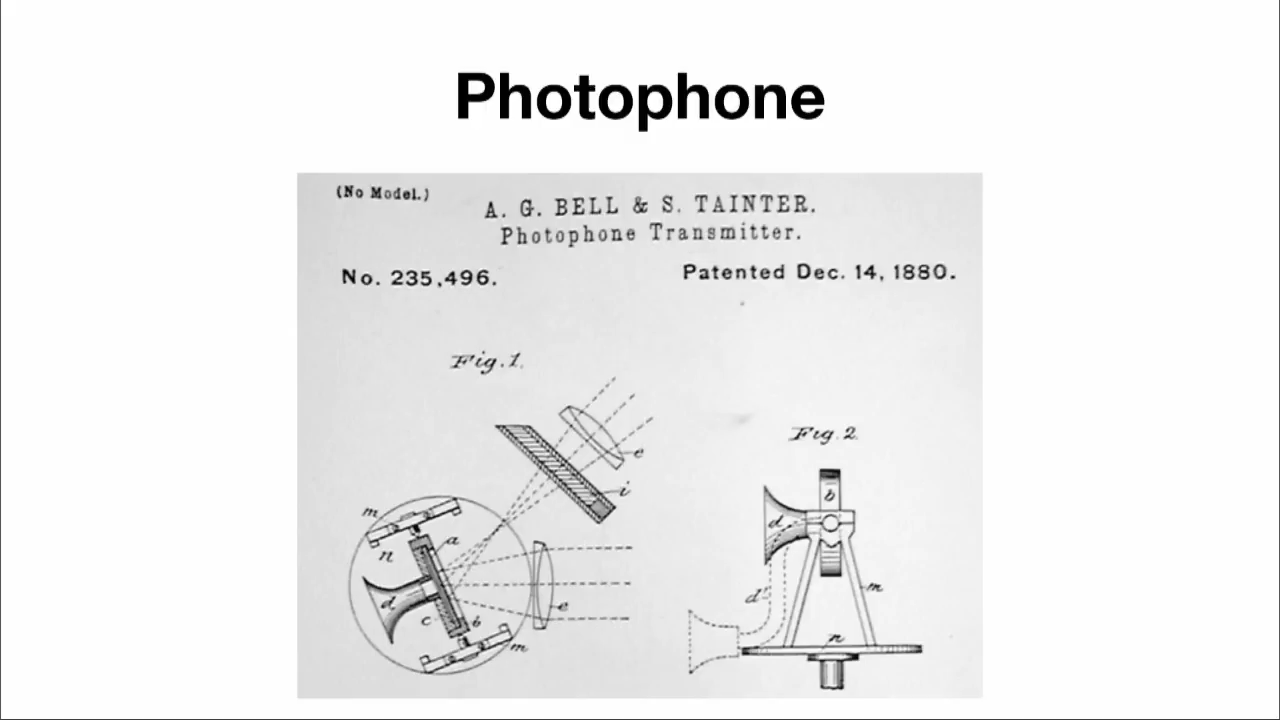 Photophone
(No Model.)
A. G. BELL & S. TAINTER.
Photophone Transmitter.
No. 235,496.
Patented Dec. 14, 1880.
Fig. 1.
e
i
m
n
a
d
c
b
e
m
Fig. 2.
b
d
d'
m
n